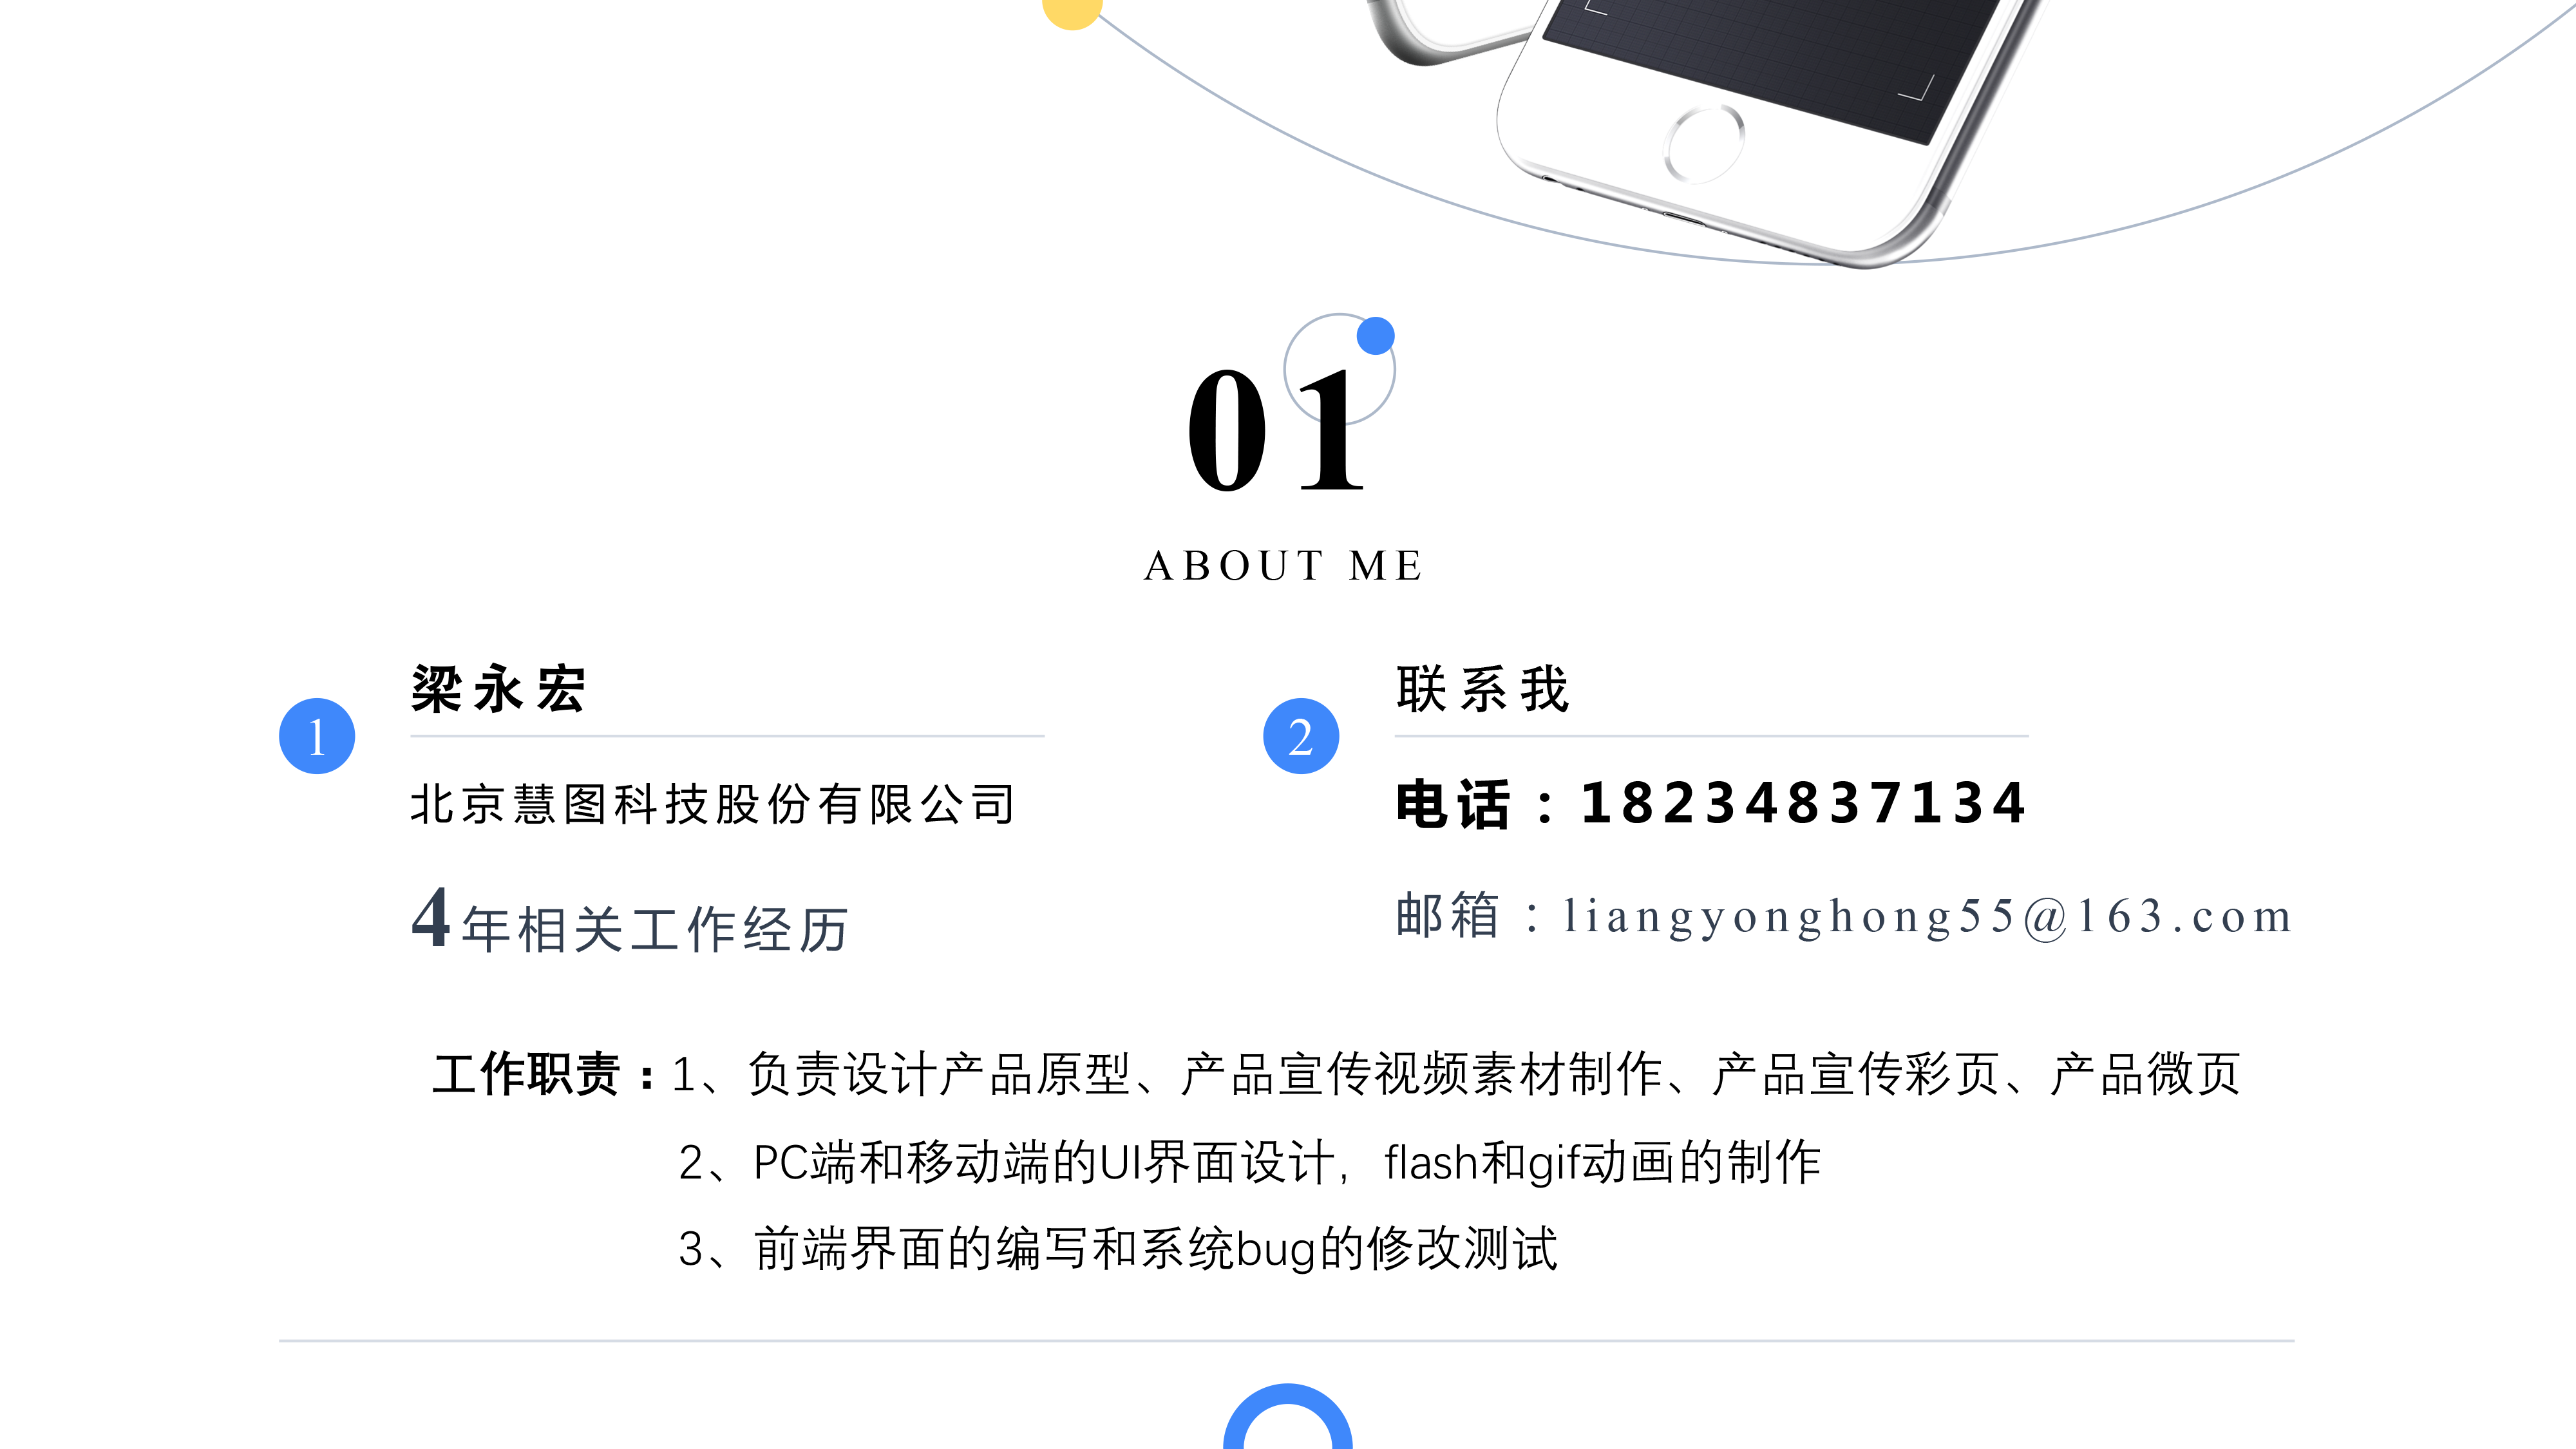 01
ABOUT ME
1
梁永宏
北京慧图科技股份有限公司
4年相关工作经历
2
联系我
电话：18234837134
邮箱：liangyonghong55@163.com
工作职责：1、负责设计产品原型、产品宣传视频素材制作、产品宣传彩页、产品微页
2、PC端和移动端的UI界面设计，flash和gif动画的制作
3、前端界面的编写和系统bug的修改测试